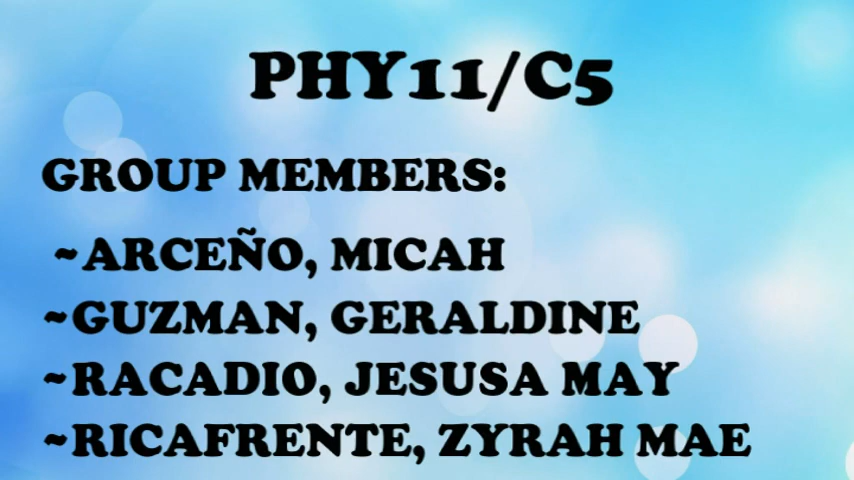 PHY11/C5
GROUP MEMBERS:
~ARCEÑO, MICAH
~GUZMAN, GERALDINE
~RACADIO, JESUSA MAY
~RICAFRENTE, ZYRAH MAE